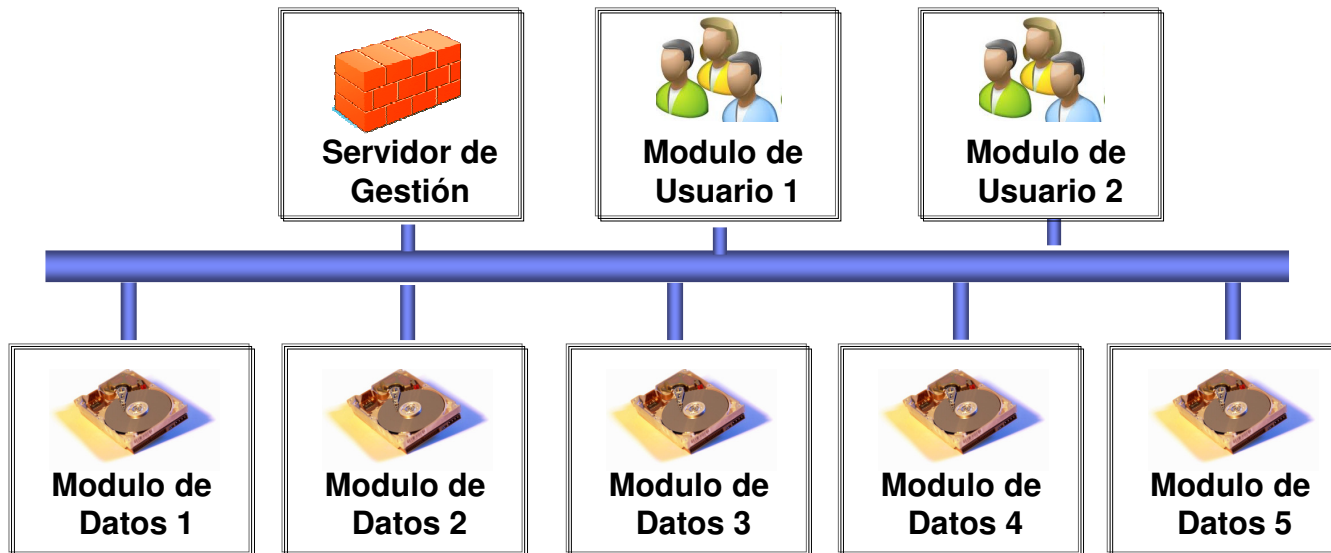 Servidor de
Gestión
Modulo de
Usuario 1
Modulo de
Usuario 2
Modulo de
Datos 1
Modulo de
Datos 2
Modulo de
Datos 3
Modulo de
Datos 4
Modulo de
Datos 5